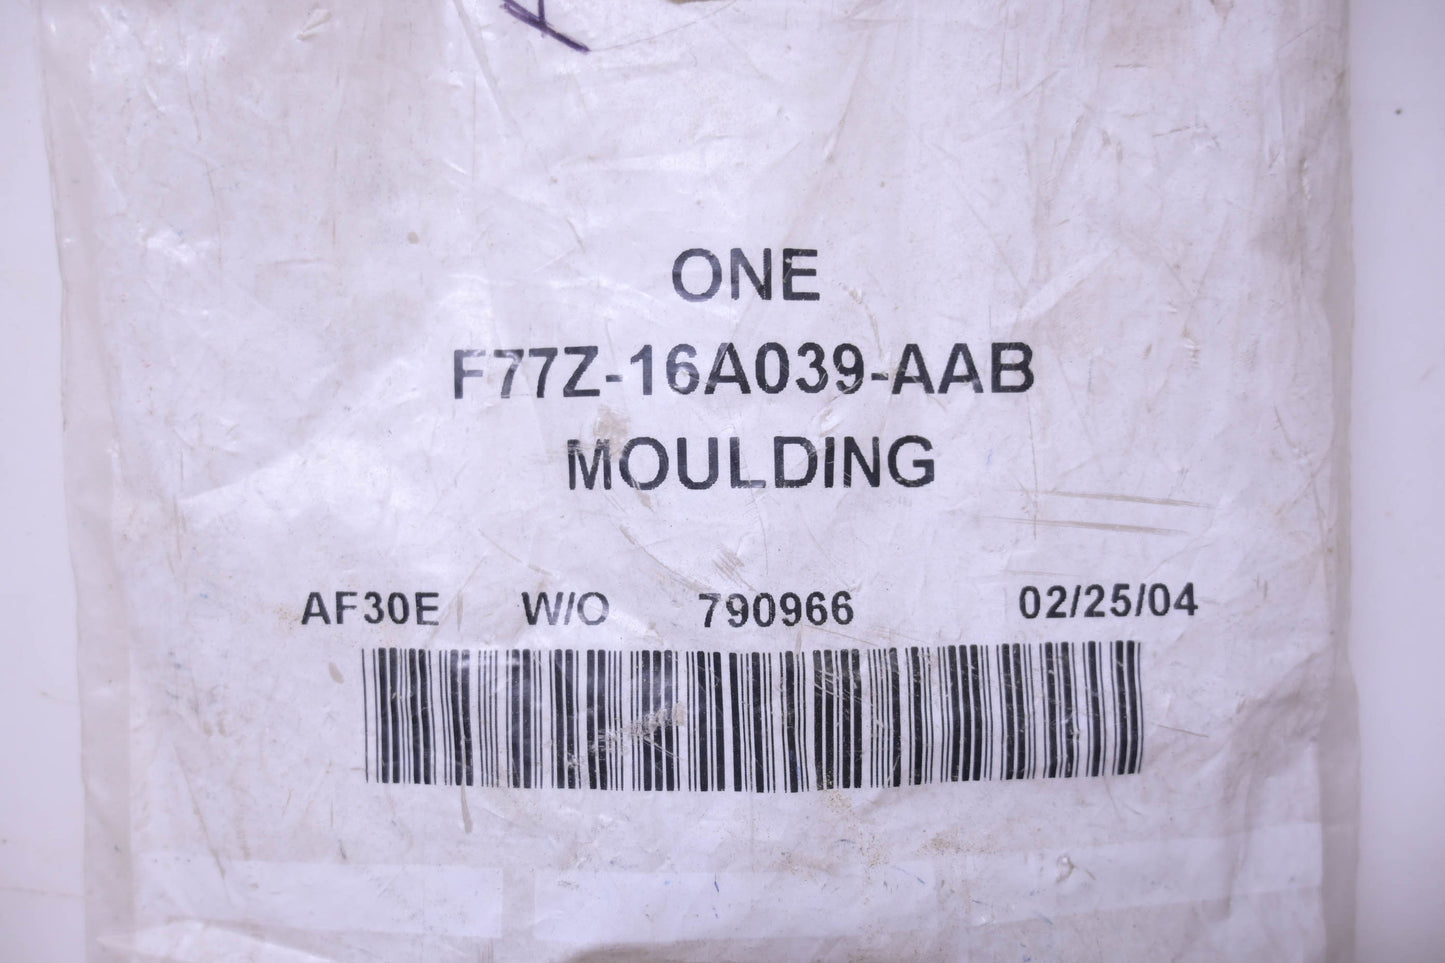 ONE
F77Z-16A039-AAB
MOULDING
AF30E W/O 790966 02/25/04